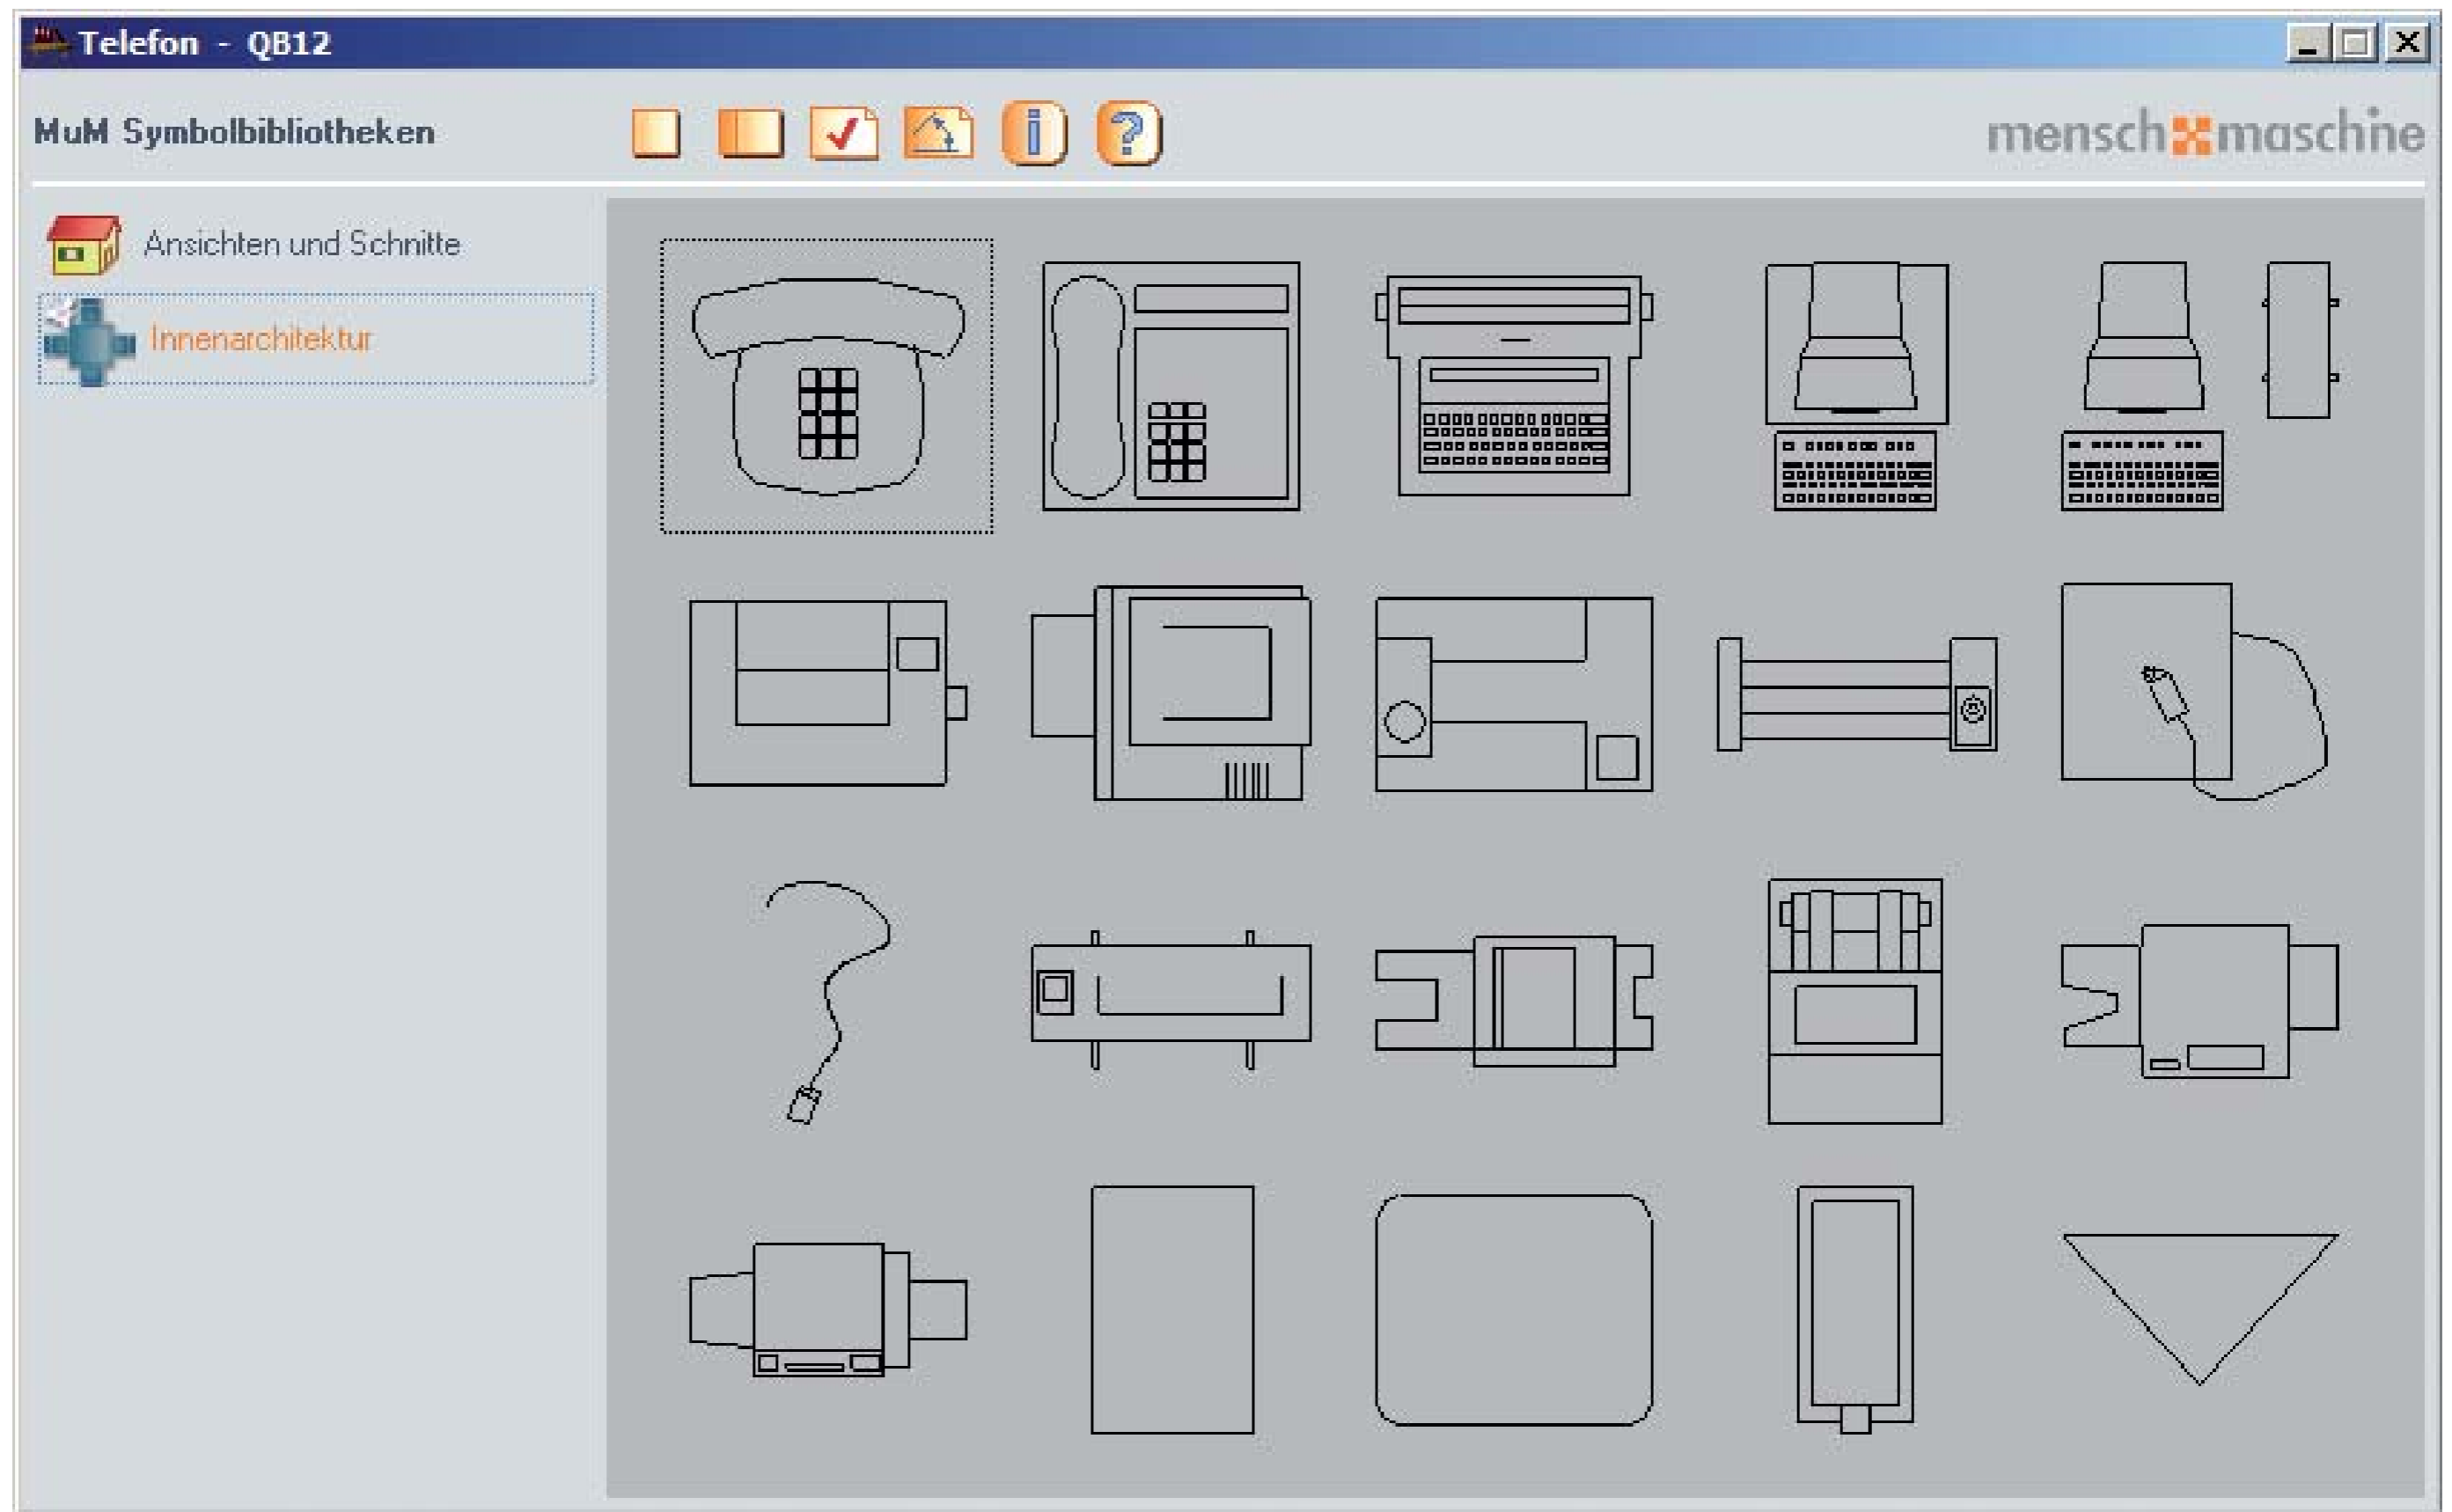 Telefon - QB12
MuM Symbolbibliotheken
mensch maschine
Ansichten und Schnitte
Innenarchitektur